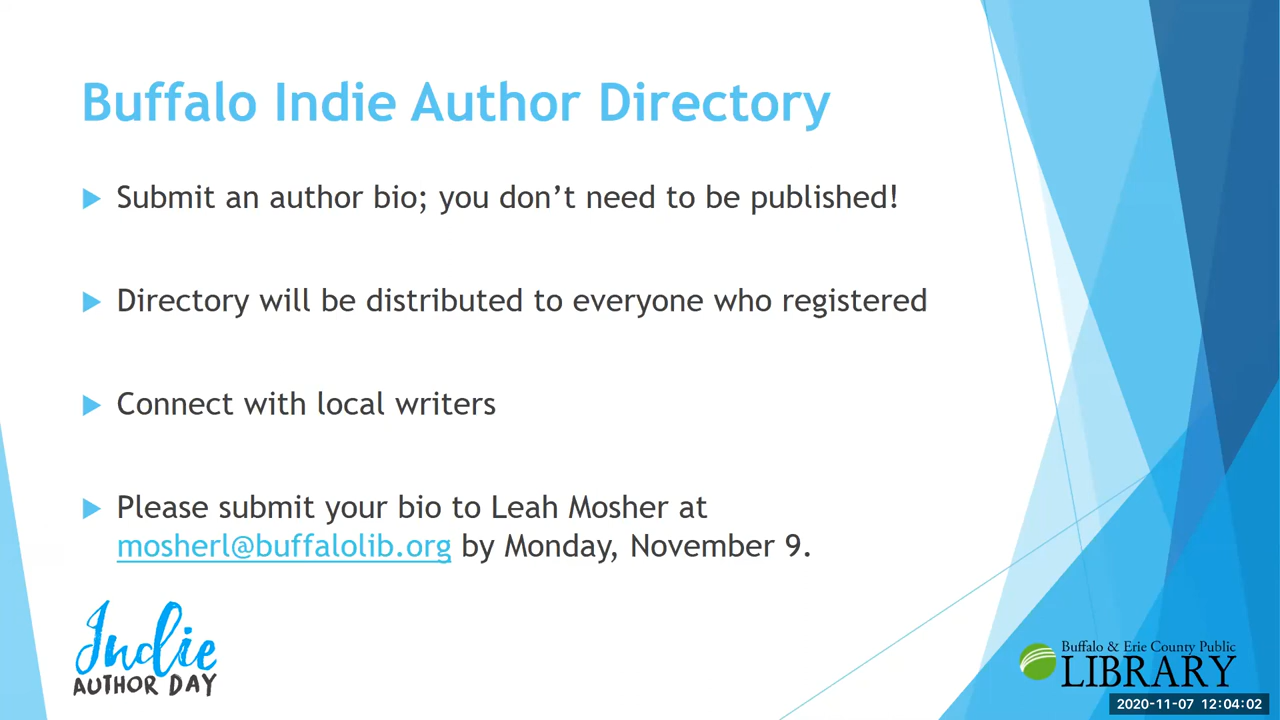 Buffalo Indie Author Directory
Submit an author bio; you don’t need to be published!
Directory will be distributed to everyone who registered
Connect with local writers
Please submit your bio to Leah Mosher at
mosherl@buffalolib.org by Monday, November 9.
Indie
AUTHOR DAY
Buffalo & Erie County Public
LIBRARY
2020-11-07 12:04:02